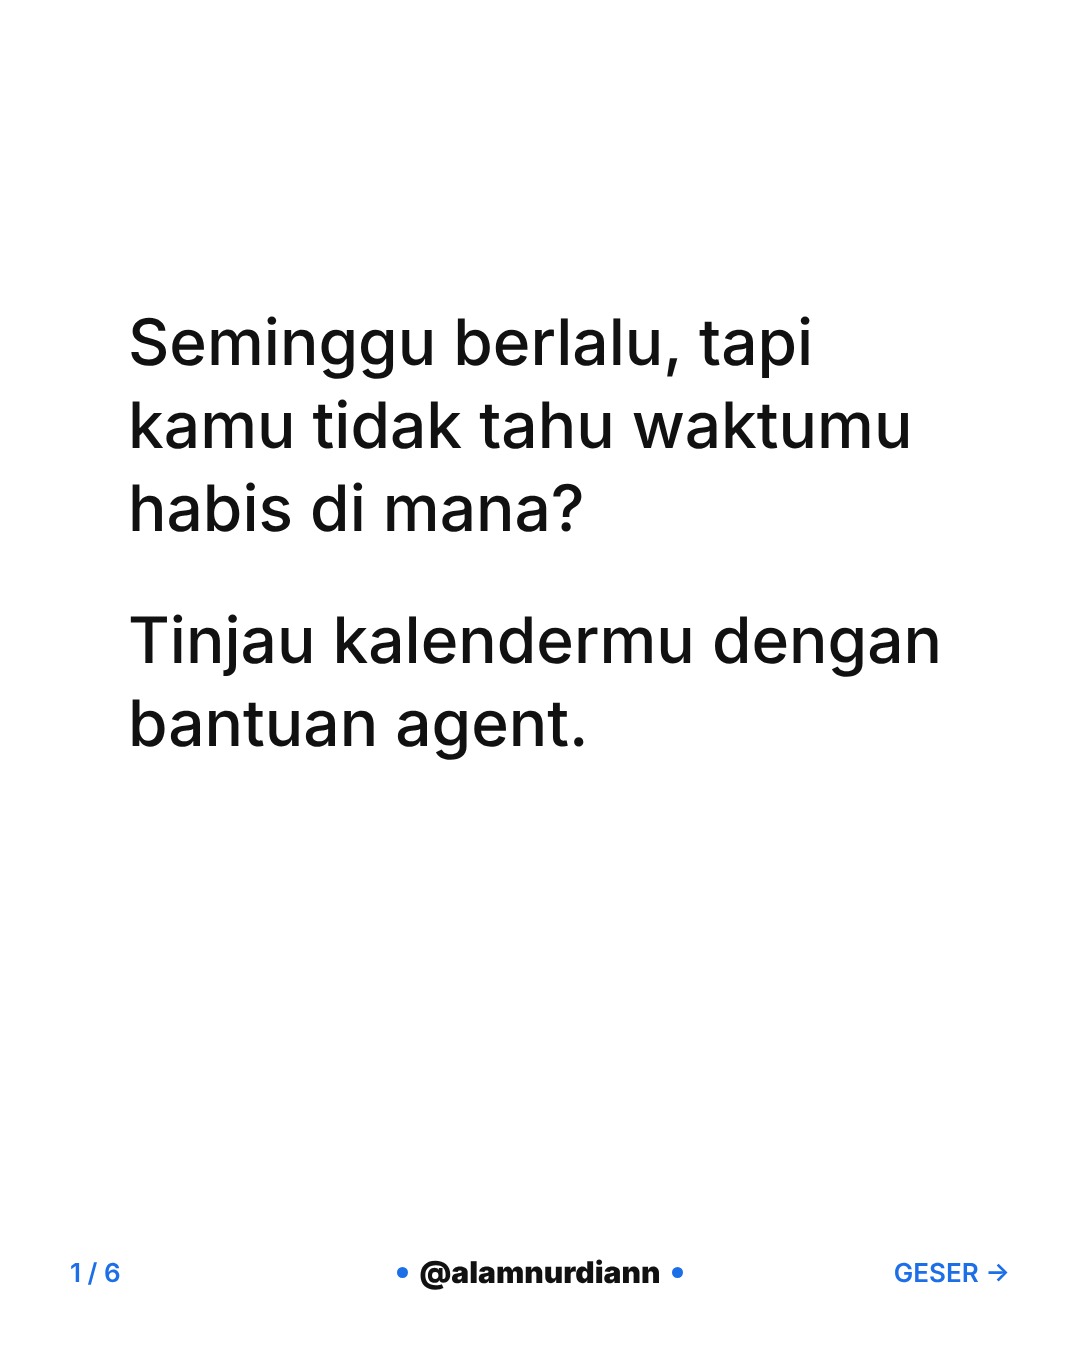 Seminggu berlalu, tapi
kamu tidak tahu waktumu
habis di mana?
Tinjau kalendermu dengan
bantuan agent.
1 / 6
• @alamnurdiann •
GESER →